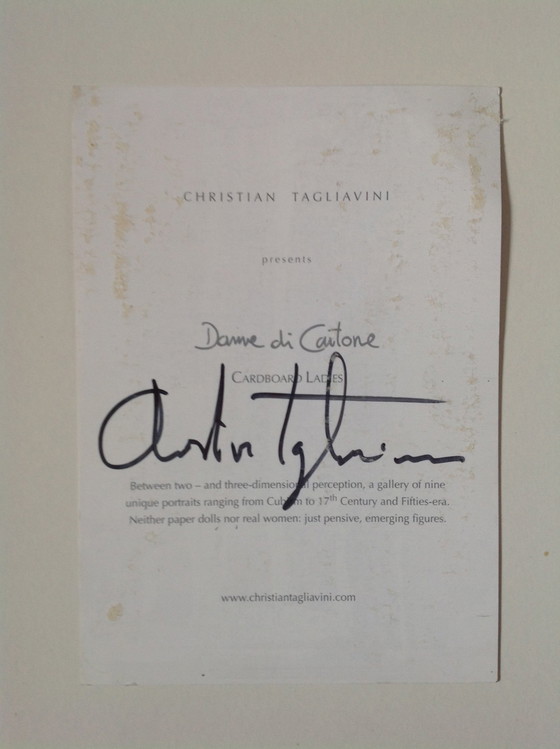 CHRISTIAN TAGLIAVINI
presents
Dame di Cartone
CARDBOARD LADIES
Christian Tagliavini
Between two – and three-dimensional perception, a gallery of nine
unique portraits ranging from Cubism to 17th Century and Fifties-era.
Neither paper dolls nor real women: just pensive, emerging figures.
www.christiantagliavini.com